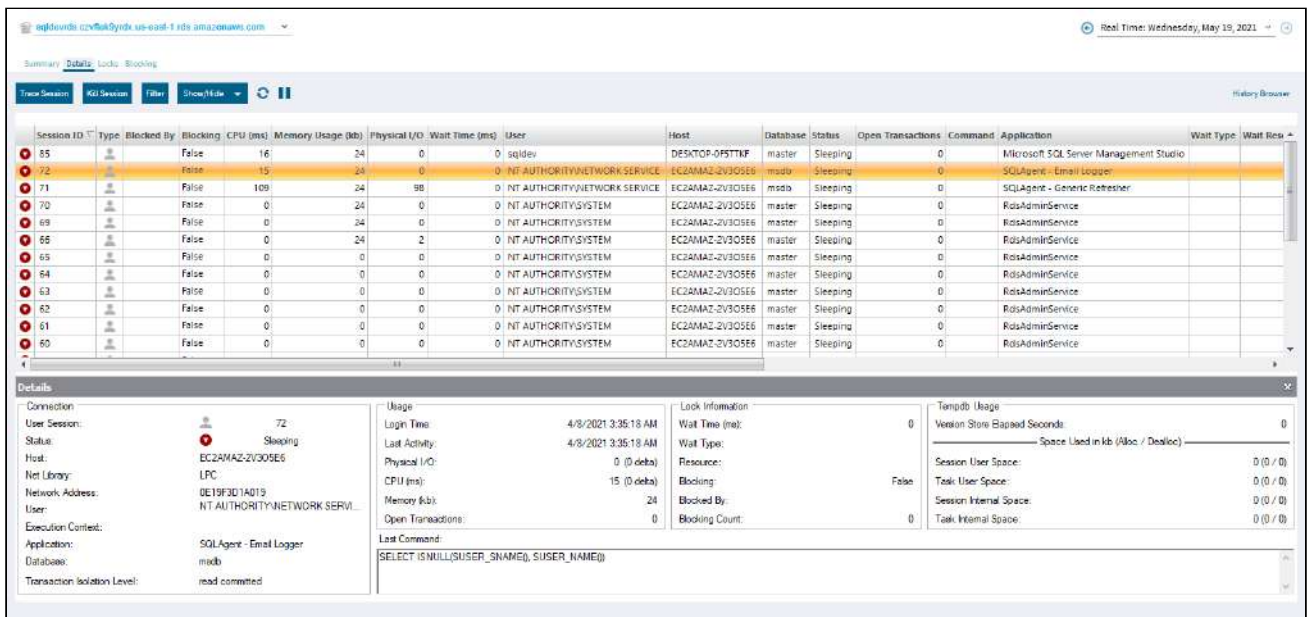 Real Time: Wednesday, May 19, 2021
Summary Details Locks Blocking
Trace Session Kill Session Filter Show/Hide History Browser
Session ID Type Blocked By Blocking CPU (ms) Memory Usage (kb) Physical I/O Wait Time (ms) User Host Database Status Open Transactions Command Application Wait Type Wait Res
85 False 16 24 0 0 sqldev DESKTOP-0F5TTKF master Sleeping 0 Microsoft SQL Server Management Studio
72 False 15 24 0 0 NT AUTHORITY\NETWORK SERVICE EC2AMAZ-2V3O5E6 msdb Sleeping 0 SQLAgent - Email Logger
71 False 109 24 98 0 NT AUTHORITY\NETWORK SERVICE EC2AMAZ-2V3O5E6 msdb Sleeping 0 SQLAgent - Generic Refresher
70 False 0 24 0 0 NT AUTHORITY\SYSTEM EC2AMAZ-2V3O5E6 master Sleeping 0 RdsAdminService
69 False 0 24 0 0 NT AUTHORITY\SYSTEM EC2AMAZ-2V3O5E6 master Sleeping 0 RdsAdminService
66 False 0 24 2 0 NT AUTHORITY\SYSTEM EC2AMAZ-2V3O5E6 master Sleeping 0 RdsAdminService
65 False 0 0 0 0 NT AUTHORITY\SYSTEM EC2AMAZ-2V3O5E6 master Sleeping 0 RdsAdminService
64 False 0 0 0 0 NT AUTHORITY\SYSTEM EC2AMAZ-2V3O5E6 master Sleeping 0 RdsAdminService
63 False 0 0 0 0 NT AUTHORITY\SYSTEM EC2AMAZ-2V3O5E6 master Sleeping 0 RdsAdminService
62 False 0 0 0 0 NT AUTHORITY\SYSTEM EC2AMAZ-2V3O5E6 master Sleeping 0 RdsAdminService
61 False 0 0 0 0 NT AUTHORITY\SYSTEM EC2AMAZ-2V3O5E6 master Sleeping 0 RdsAdminService
60 False 0 0 0 0 NT AUTHORITY\SYSTEM EC2AMAZ-2V3O5E6 master Sleeping 0 RdsAdminService
Details
Connection
User Session: 72
Status: Sleeping
Host: EC2AMAZ-2V3O5E6
Net Library: LPC
Network Address: 0E19F3D1A019
User: NT AUTHORITY\NETWORK SERVI...
Execution Context:
Application: SQLAgent - Email Logger
Database: msdb
Transaction Isolation Level: read committed
Usage
Login Time: 4/8/2021 3:35:18 AM
Last Activity: 4/8/2021 3:35:18 AM
Physical I/O: 0 (0 delta)
CPU (ms): 15 (0 delta)
Memory (kb): 24
Open Transactions: 0
Lock Information
Wait Time (ms): 0
Wait Type:
Resource:
Blocking: False
Blocked By:
Blocking Count: 0
Tempdb Usage
Version Store Elapsed Seconds: 0
Space Used in kb (Alloc / Dealloc)
Session User Space: 0 (0 / 0)
Task User Space: 0 (0 / 0)
Session Internal Space: 0 (0 / 0)
Task Internal Space: 0 (0 / 0)
Last Command:
SELECT ISNULL(SUSER_SNAME(), SUSER_NAME())